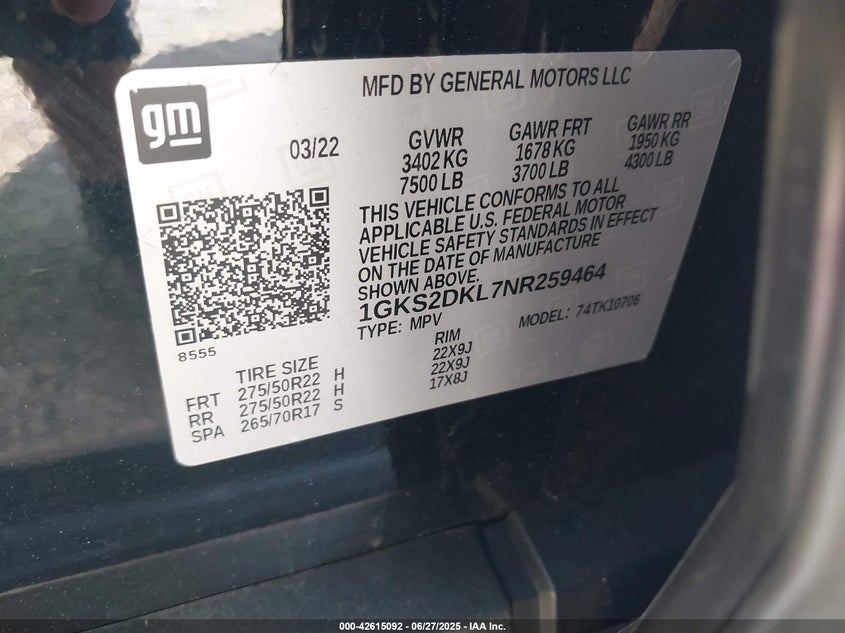 MFD BY GENERAL MOTORS LLC
gm
03/22
GVWR
3402 KG
7500 LB
GAWR FRT
1678 KG
3700 LB
GAWR RR
1950 KG
4300 LB
THIS VEHICLE CONFORMS TO ALL
APPLICABLE U.S. FEDERAL MOTOR
VEHICLE SAFETY STANDARDS IN EFFECT
ON THE DATE OF MANUFACTURE
SHOWN ABOVE.
1GKS2DKL7NR259464
TYPE: MPV
MODEL: 74TK10706
8555
TIRE SIZE
RIM
FRT 275/50R22 H 22X9J
RR 275/50R22 H 22X9J
SPA 265/70R17 S 17X8J
000-42615092 - 06/27/2025 - IAA Inc.